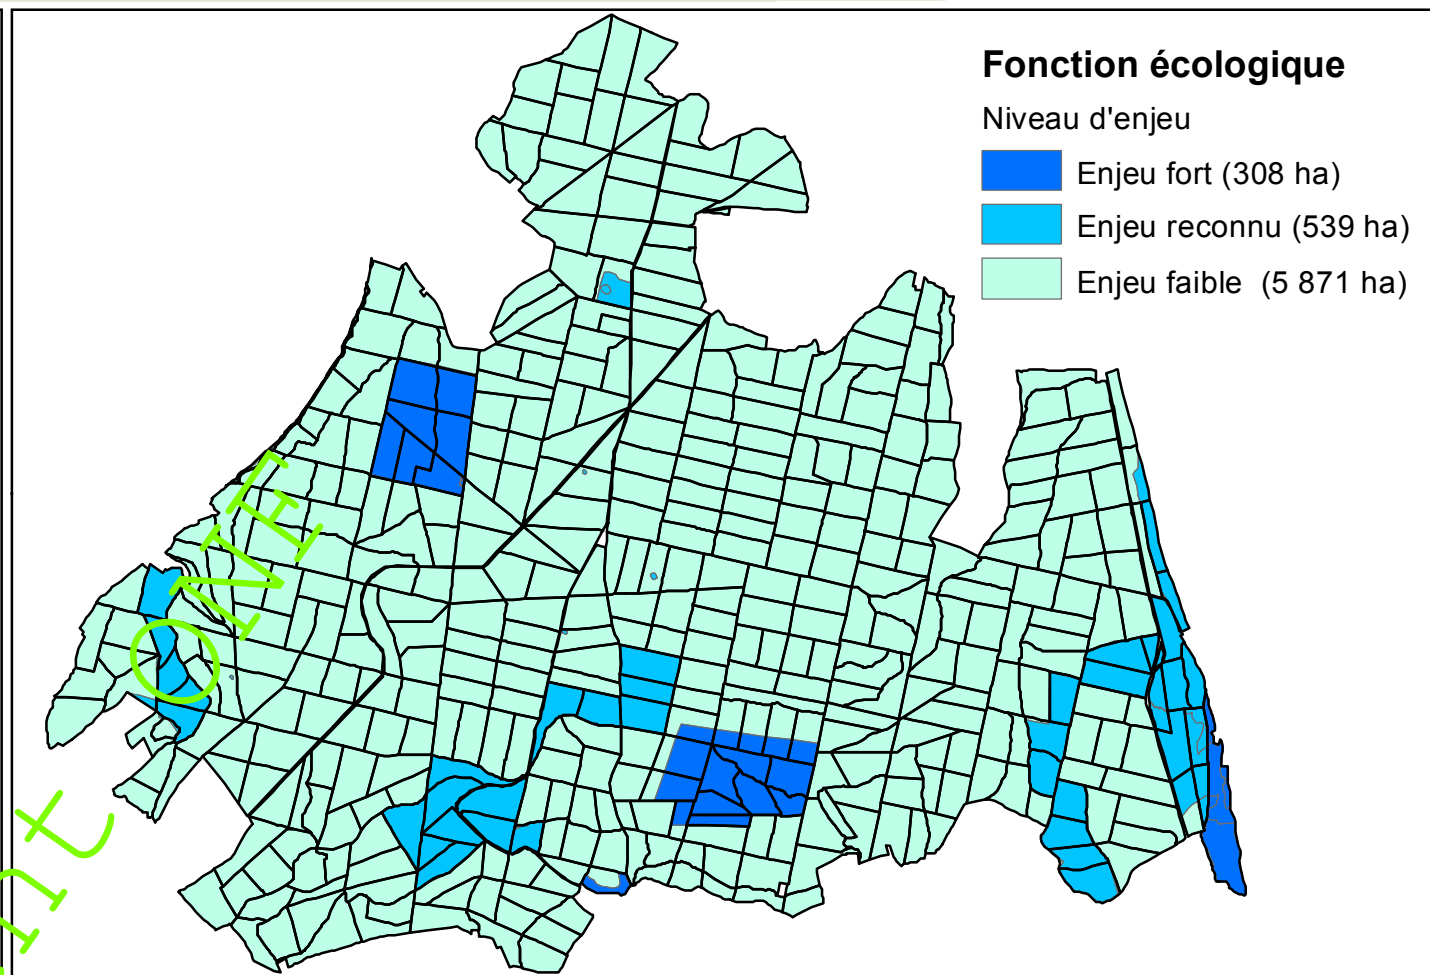 Fonction écologique
Niveau d'enjeu
Enjeu fort (308 ha)
Enjeu reconnu (539 ha)
Enjeu faible (5 871 ha)